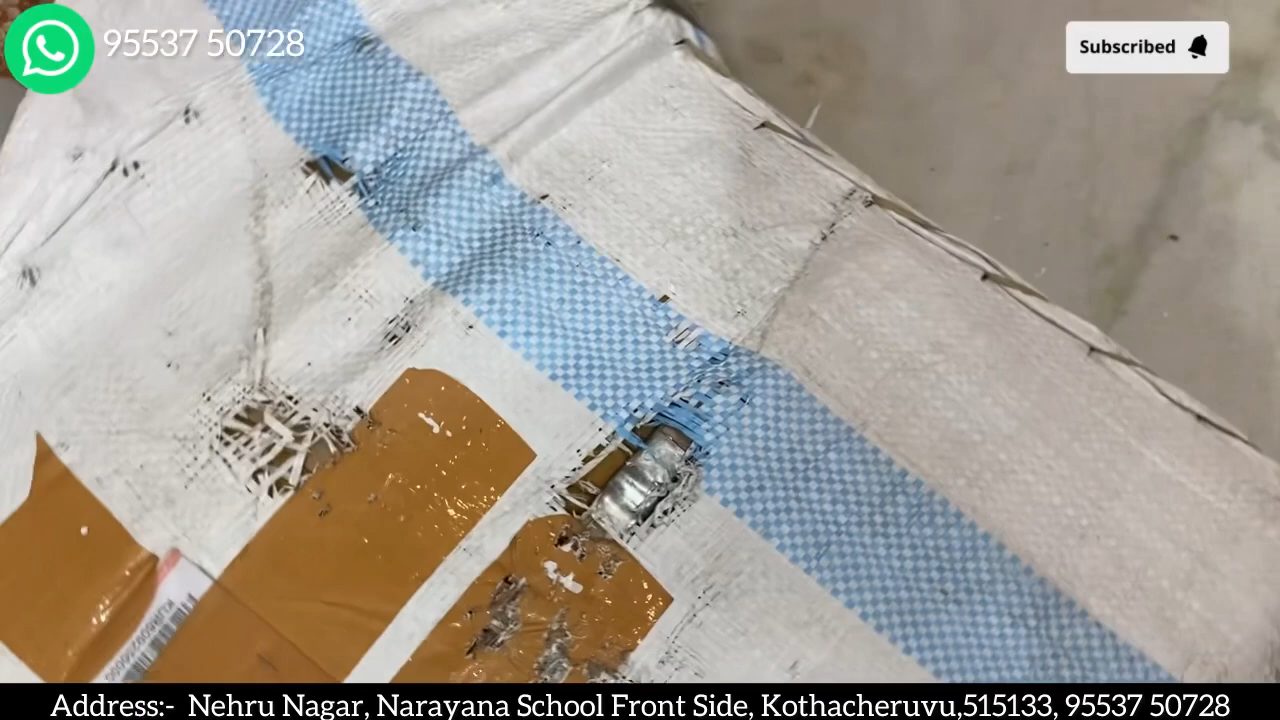 95537 50728
Subscribed
Address:- Nehru Nagar, Narayana School Front Side, Kothacheruvu,515133, 95537 50728